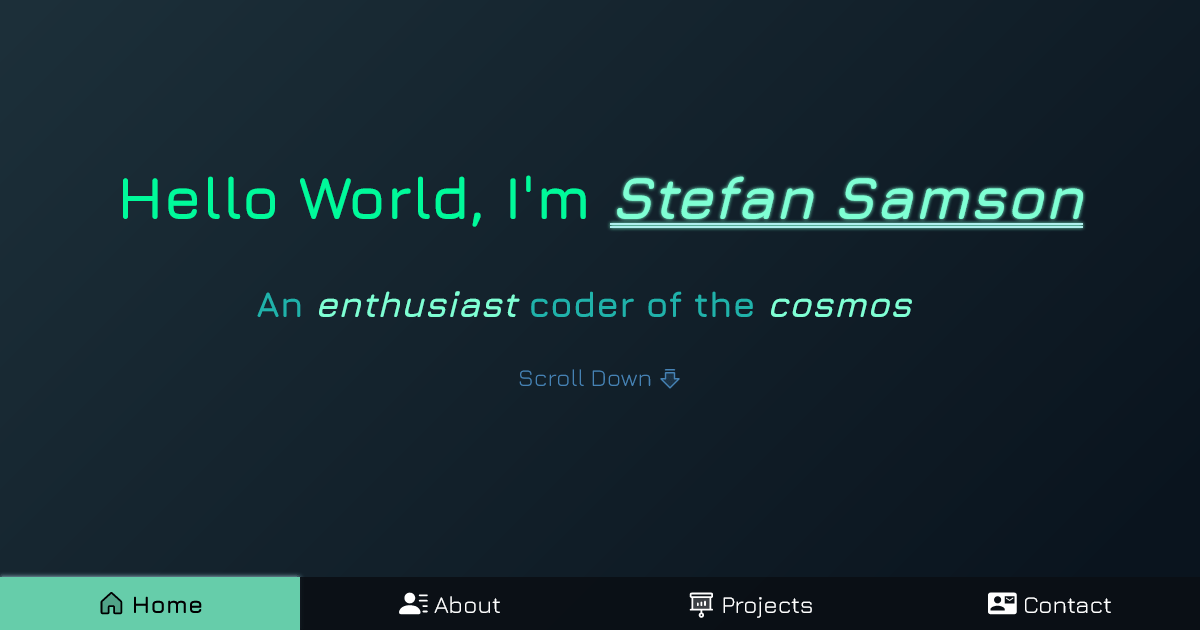 Hello World, I'm Stefan Samson
An enthusiast coder of the cosmos
Scroll Down
Home About Projects Contact